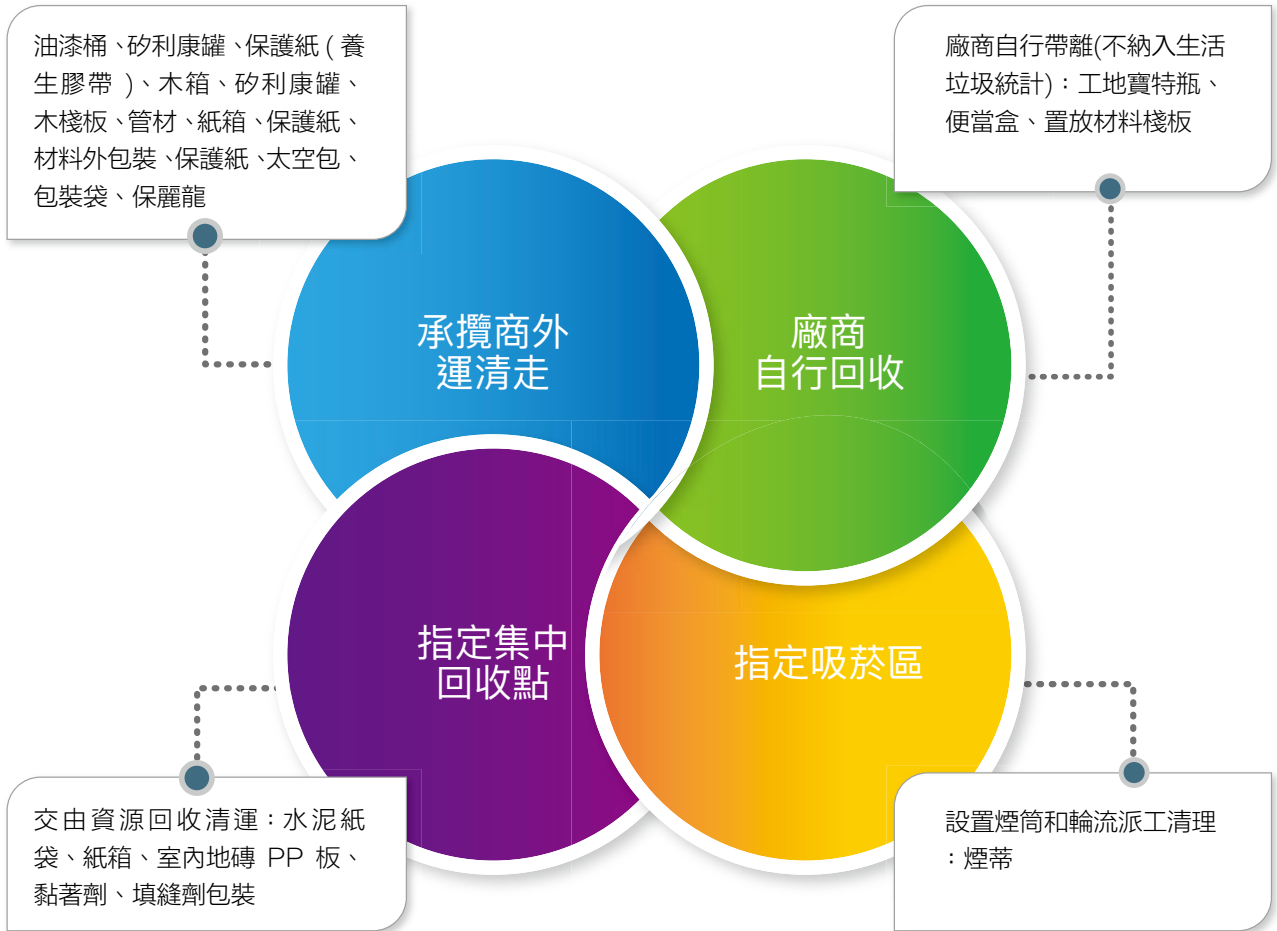 油漆桶、矽利康罐、保護紙 ( 養
生膠帶 )、木箱、矽利康罐、
木棧板、管材、紙箱、保護紙、
材料外包裝、保護紙、太空包、
包裝袋、保麗龍
廠商自行帶離(不納入生活
垃圾統計)：工地寶特瓶、
便當盒、置放材料棧板
承攬商外
運清走
廠商
自行回收
指定集中
回收點
指定吸菸區
交由資源回收清運：水泥紙
袋、紙箱、室內地磚 PP 板、
黏著劑、填縫劑包裝
設置煙筒和輪流派工清理
：煙蒂